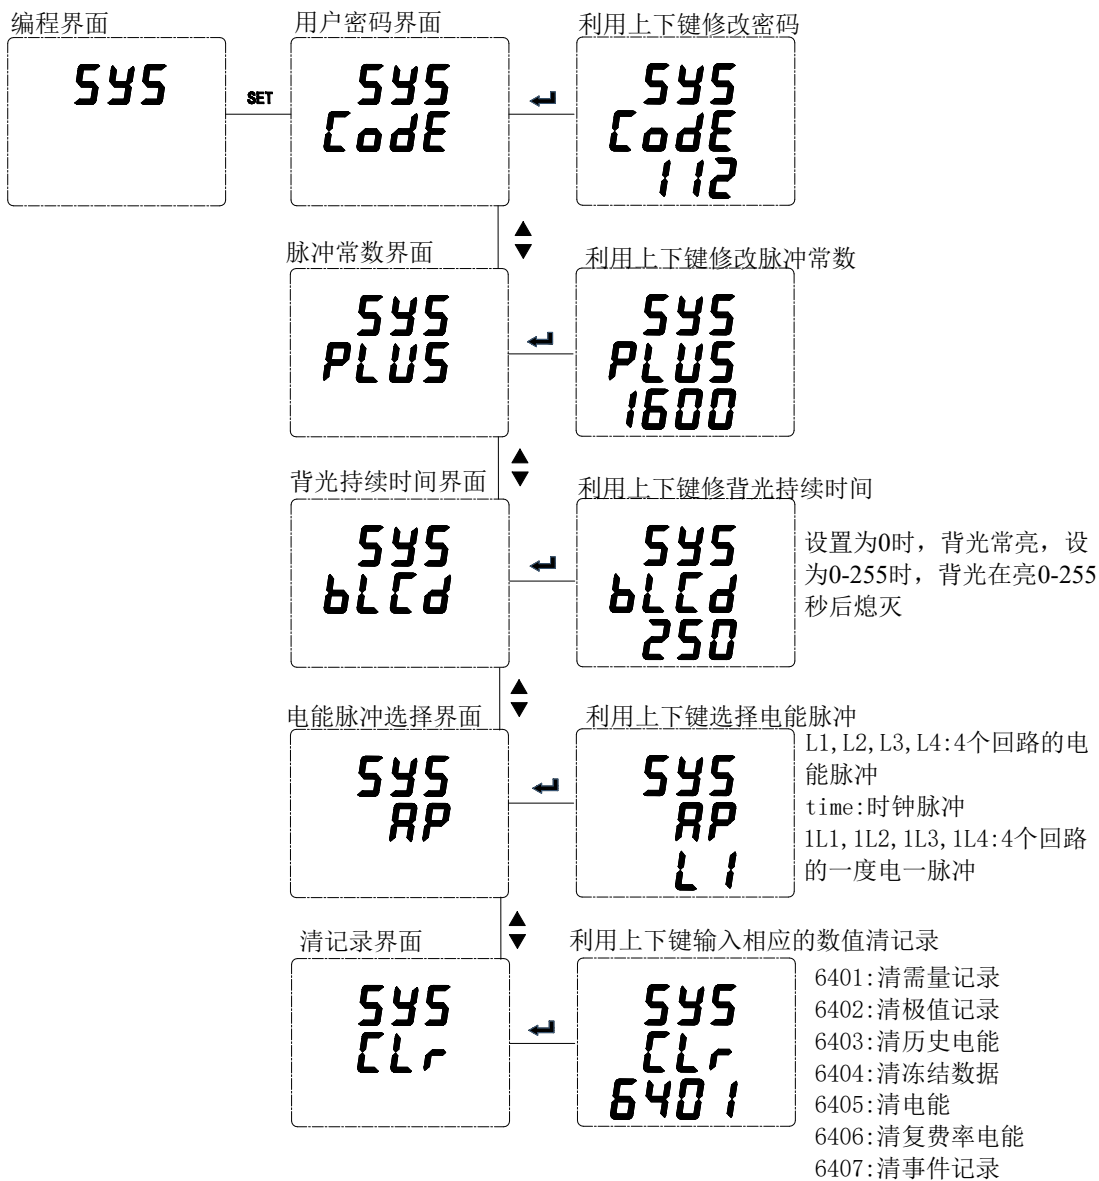 编程界面
用户密码界面
利用上下键修改密码
SYS
SET
SYS
CodE
SYS
CodE
112
脉冲常数界面
利用上下键修改脉冲常数
SYS
PLUS
SYS
PLUS
1600
背光持续时间界面
利用上下键修背光持续时间
SYS
bLCd
SYS
bLCd
250
设置为0时，背光常亮，设
为0-255时，背光在亮0-255
秒后熄灭
电能脉冲选择界面
利用上下键选择电能脉冲
SYS
AP
SYS
AP
L1
L1,L2,L3,L4:4个回路的电
能脉冲
time:时钟脉冲
1L1,1L2,1L3,1L4:4个回路
的一度电一脉冲
清记录界面
利用上下键输入相应的数值清记录
SYS
CLr
SYS
CLr
6401
6401:清需量记录
6402:清极值记录
6403:清历史电能
6404:清冻结数据
6405:清电能
6406:清复费率电能
6407:清事件记录